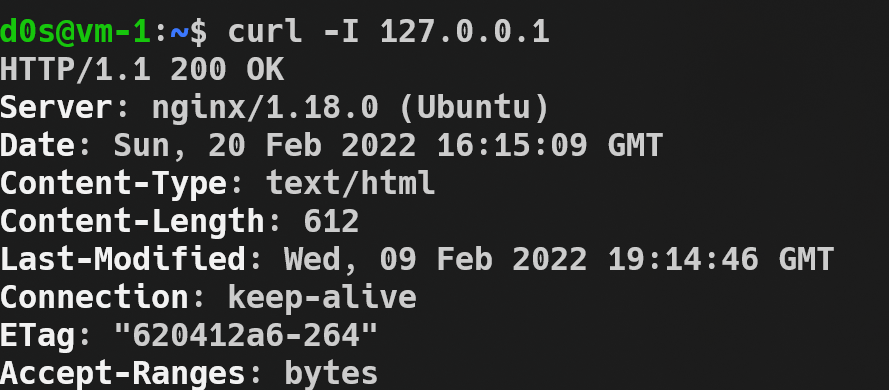 d0s@vm-1:~$ curl -I 127.0.0.1
HTTP/1.1 200 OK
Server: nginx/1.18.0 (Ubuntu)
Date: Sun, 20 Feb 2022 16:15:09 GMT
Content-Type: text/html
Content-Length: 612
Last-Modified: Wed, 09 Feb 2022 19:14:46 GMT
Connection: keep-alive
ETag: "620412a6-264"
Accept-Ranges: bytes